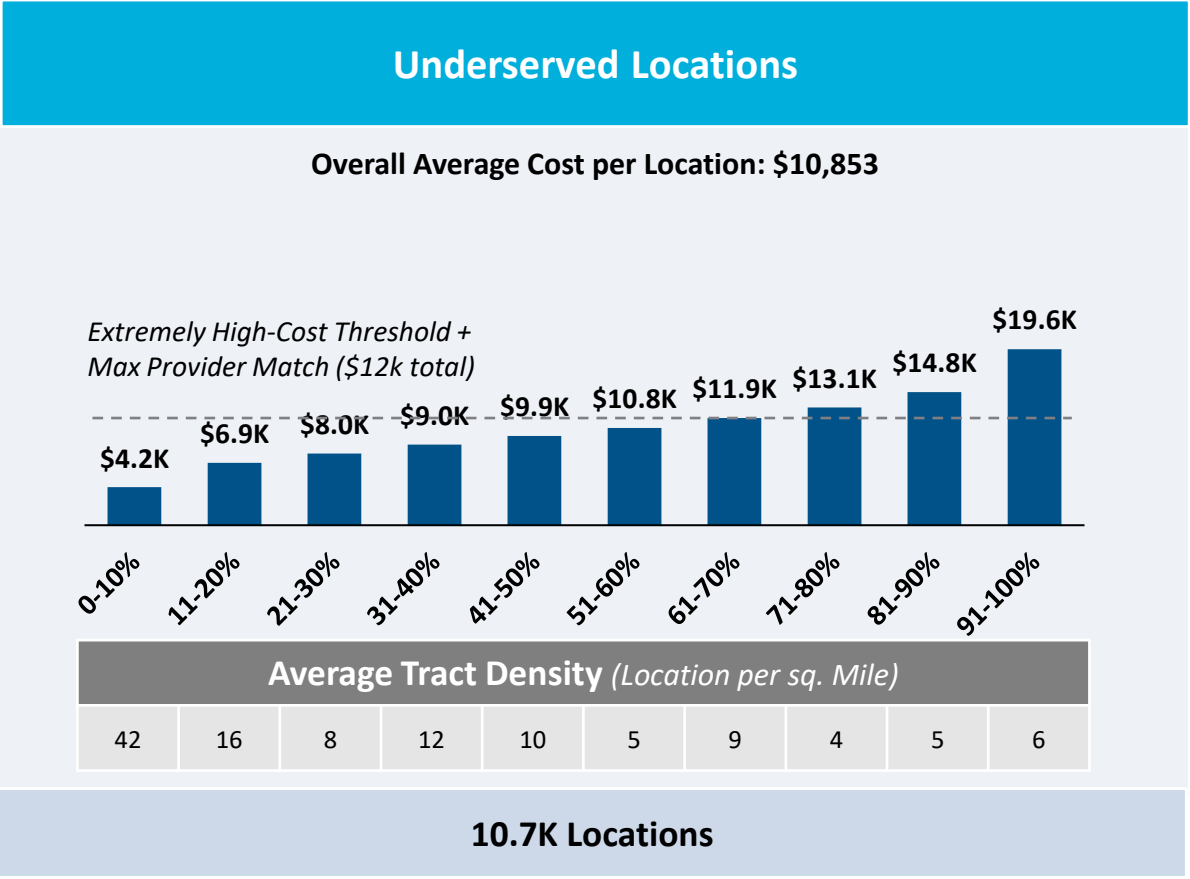 Underserved Locations
Overall Average Cost per Location: $10,853
Extremely High-Cost Threshold +
Max Provider Match ($12k total)
$4.2K
$6.9K
$8.0K
$9.0K
$9.9K
$10.8K
$11.9K
$13.1K
$14.8K
$19.6K
0-10%
11-20%
21-30%
31-40%
41-50%
51-60%
61-70%
71-80%
81-90%
91-100%
Average Tract Density (Location per sq. Mile)
42 16 8 12 10 5 9 4 5 6
10.7K Locations